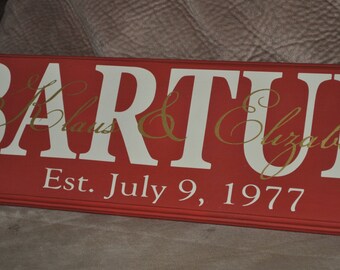 BARTU
Klaus & Elizab
Est. July 9, 1977